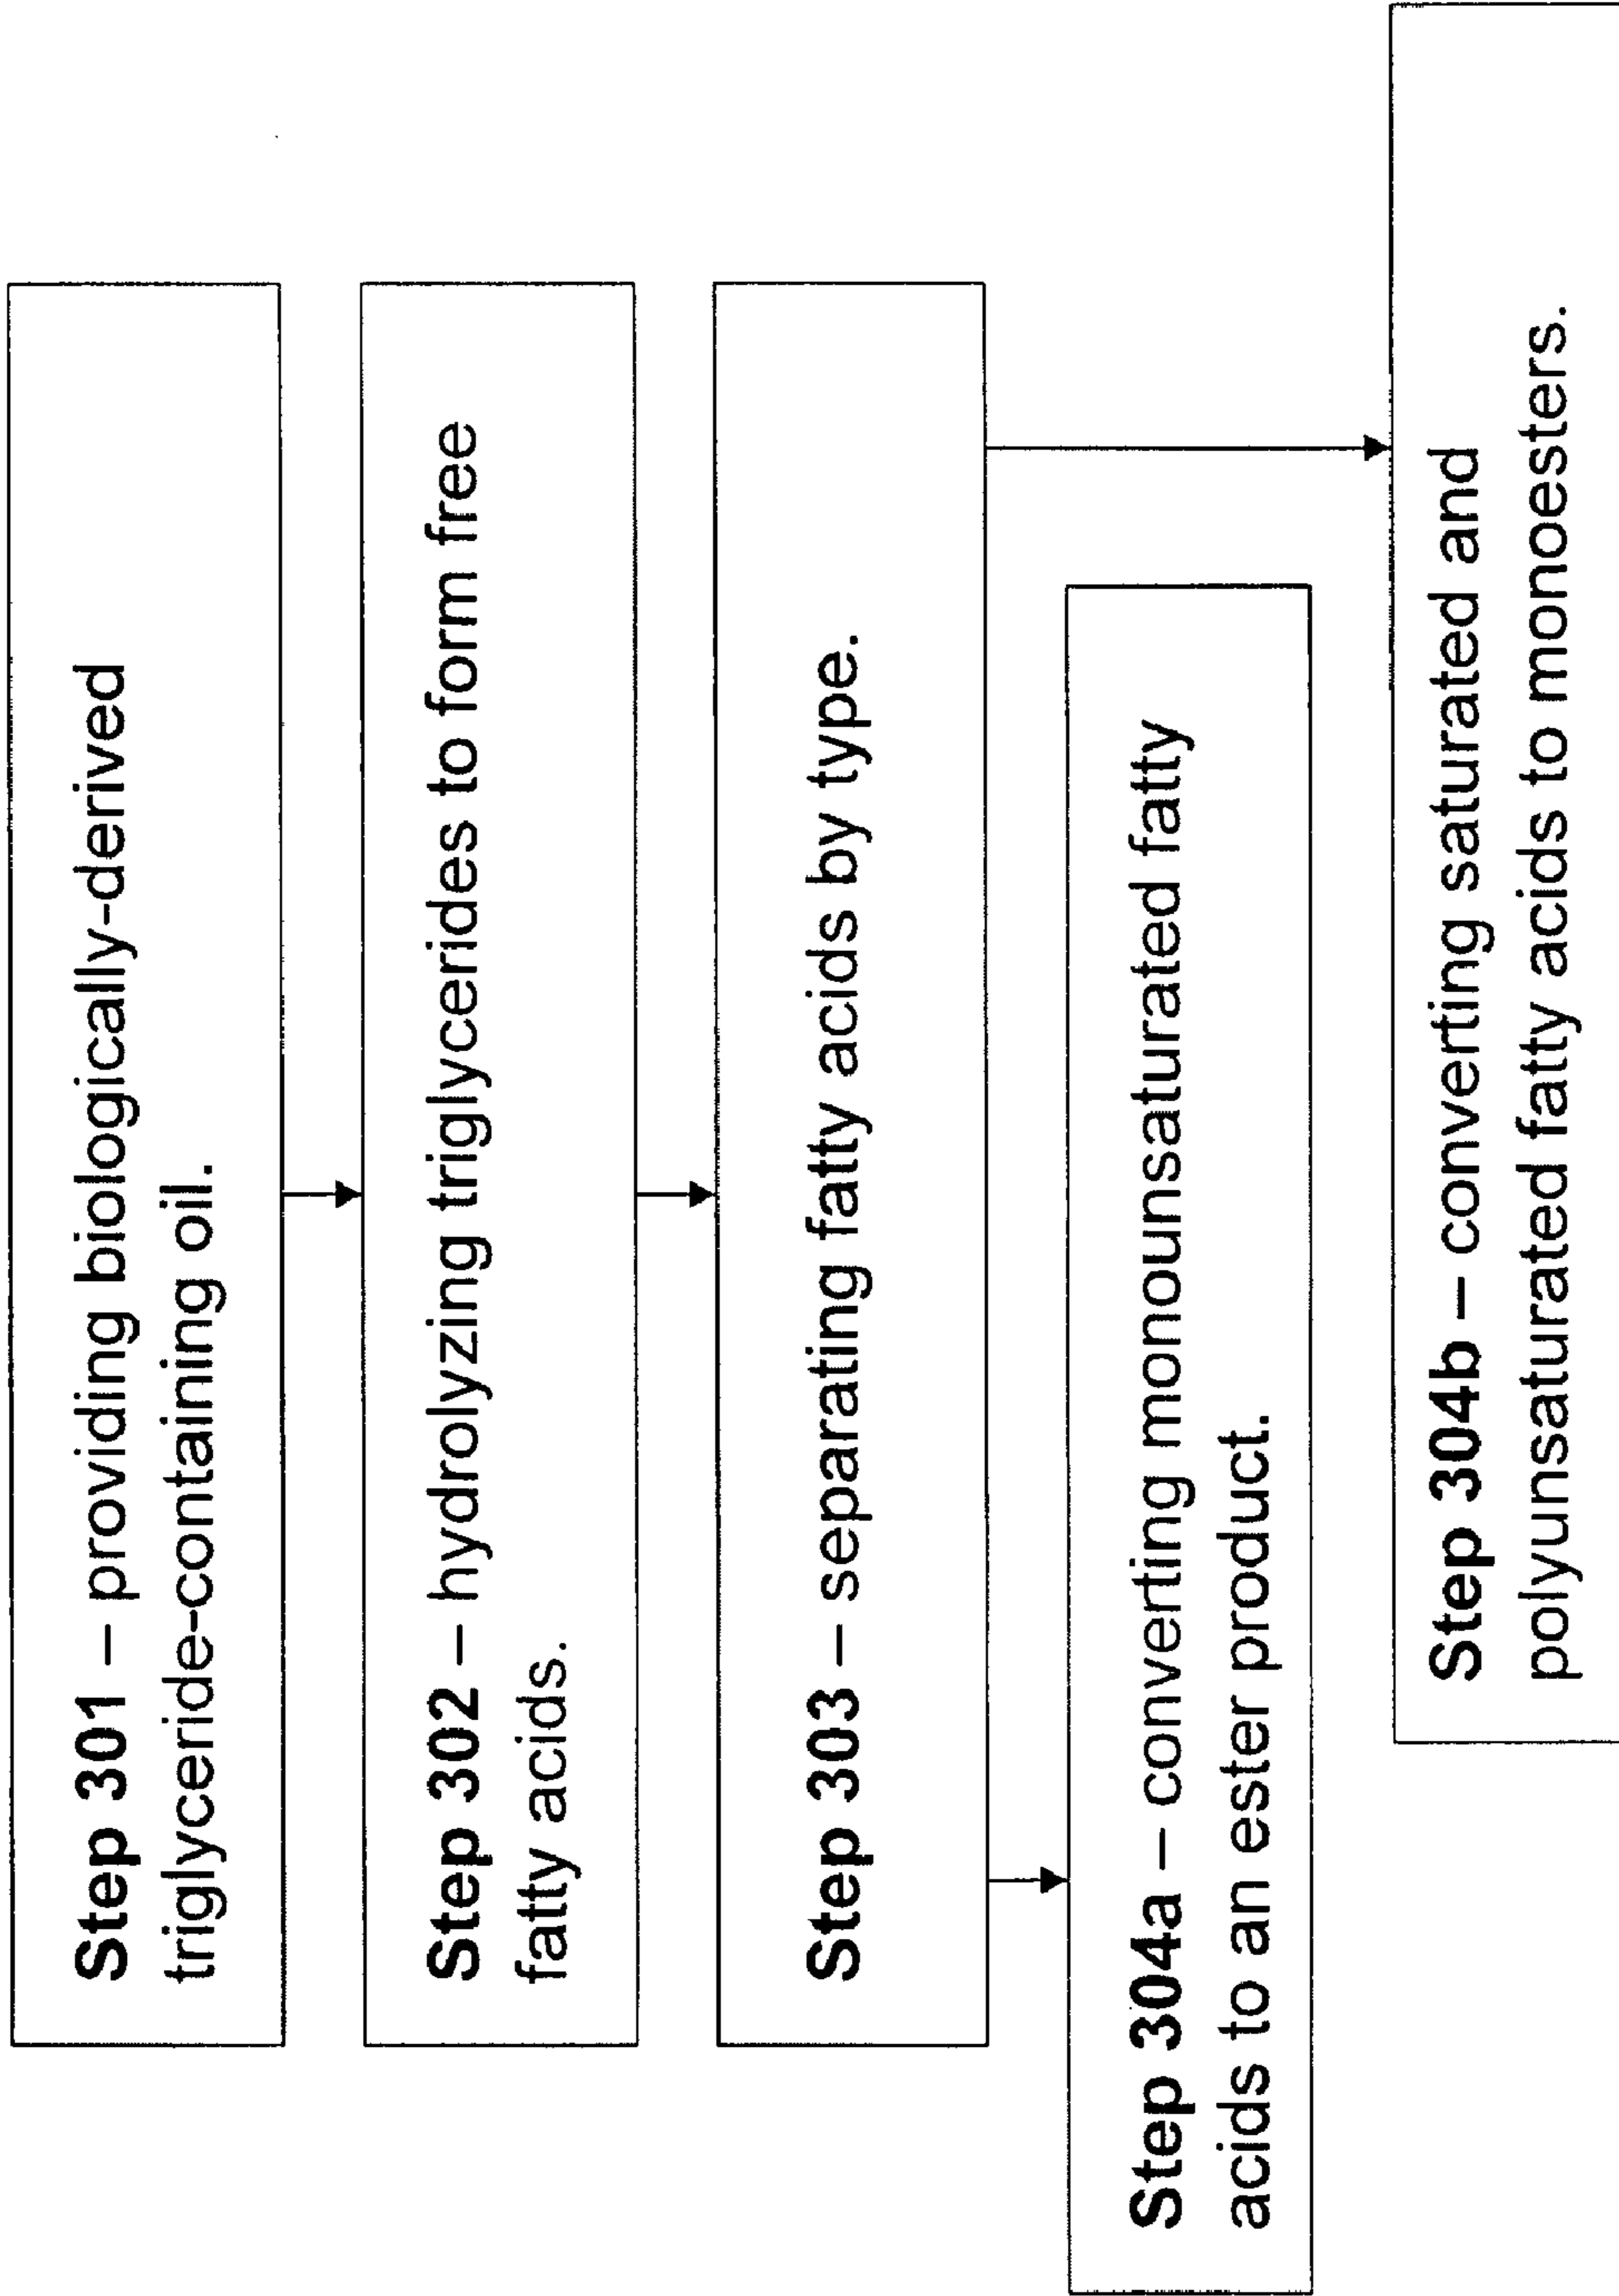 Step 301 – providing biologically-derived
triglyceride-containing oil.
Step 302 – hydrolyzing triglycerides to form free
fatty acids.
Step 303 – separating fatty acids by type.
Step 304a – converting monounsaturated fatty
acids to an ester product.
Step 304b – converting saturated and
polyunsaturated fatty acids to monoesters.